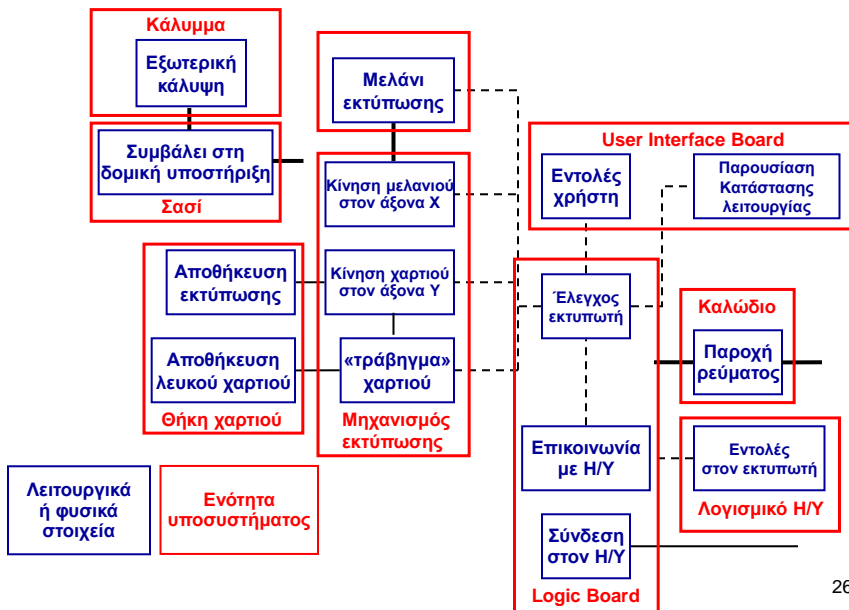 Κάλυμμα
Εξωτερική
κάλυψη
Συμβάλει στη
δομική υποστήριξη
Σασί
Μελάνι
εκτύπωσης
Κίνηση μελανιού
στον άξονα Χ
Κίνηση χαρτιού
στον άξονα Υ
«τράβηγμα»
χαρτιού
Μηχανισμός
εκτύπωσης
Αποθήκευση
εκτύπωσης
Αποθήκευση
λευκού χαρτιού
Θήκη χαρτιού
User Interface Board
Εντολές
χρήστη
Παρουσίαση
Κατάστασης
λειτουργίας
Έλεγχος
εκτυπωτή
Καλώδιο
Παροχή
ρεύματος
Επικοινωνία
με Η/Υ
Εντολές
στον εκτυπωτή
Λογισμικό Η/Υ
Σύνδεση
στον Η/Υ
Logic Board
Λειτουργικά
ή φυσικά
στοιχεία
Ενότητα
υποσυστήματος
26